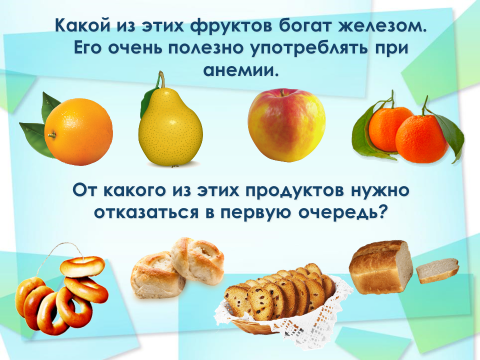 Какой из этих фруктов богат железом.
Его очень полезно употреблять при
анемии.
От какого из этих продуктов нужно
отказаться в первую очередь?